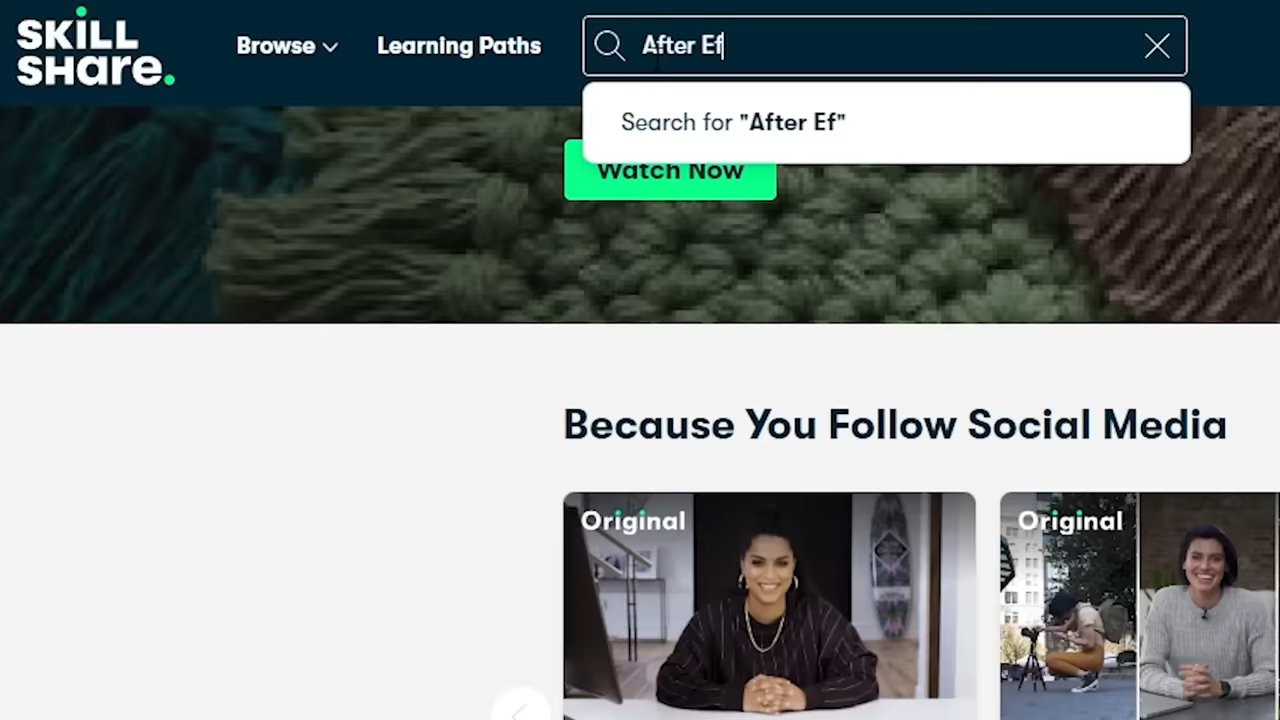 SKILL
SHare.
Browse
Learning Paths
After Ef
Search for "After Ef"
Watch Now
Because You Follow Social Media
Original
Original